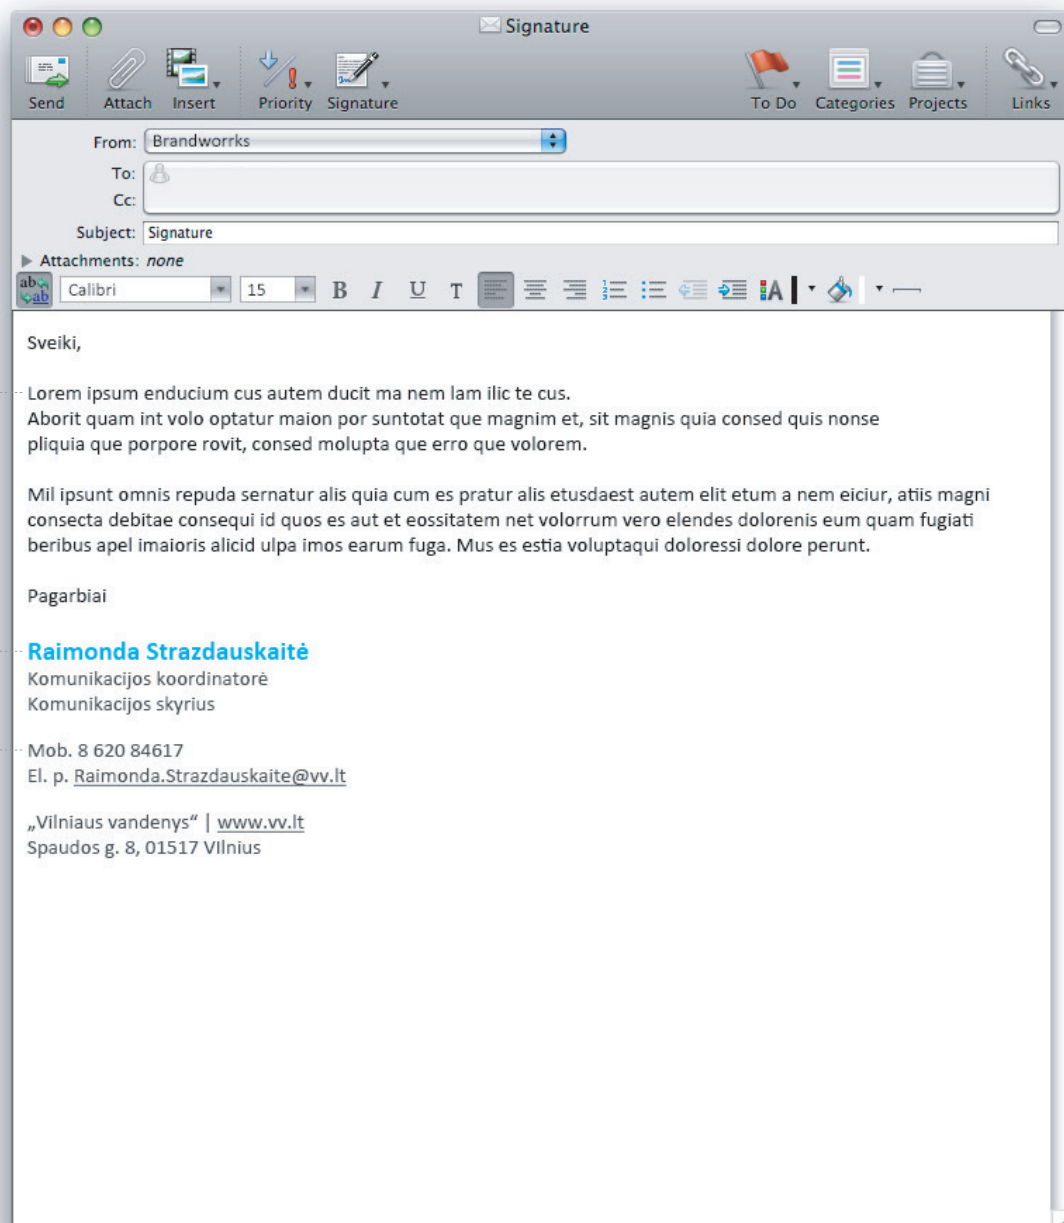 Signature
Send Attach Insert Priority Signature To Do Categories Projects Links
From: Brandworrks
To:
Cc:
Subject: Signature
Attachments: none
Calibri 15 B I U T
Sveiki,
Lorem ipsum enducium cus autem ducit ma nem lam ilic te cus.
Aborit quam int volo optatur maion por suntotat que magnim et, sit magnis quia consed quis nonse
pliquia que porpore rovit, consed molupta que erro que volorem.
Mil ipsunt omnis repuda sernatur alis quia cum es pratur alis etusdaest autem elit etum a nem eiciur, atiis magni
consecta debitae consequi id quos es aut et eossitatem net volorrum vero elendes dolorenis eum quam fugiati
beribus apel imaioris alicid ulpa imos earum fuga. Mus es estia voluptaqui doloressi dolore perunt.
Pagarbiai
Raimonda Strazdauskaitė
Komunikacijos koordinatorė
Komunikacijos skyrius
Mob. 8 620 84617
El. p. Raimonda.Strazdauskaite@vv.lt
„Vilniaus vandenys“ | www.vv.lt
Spaudos g. 8, 01517 VIlnius